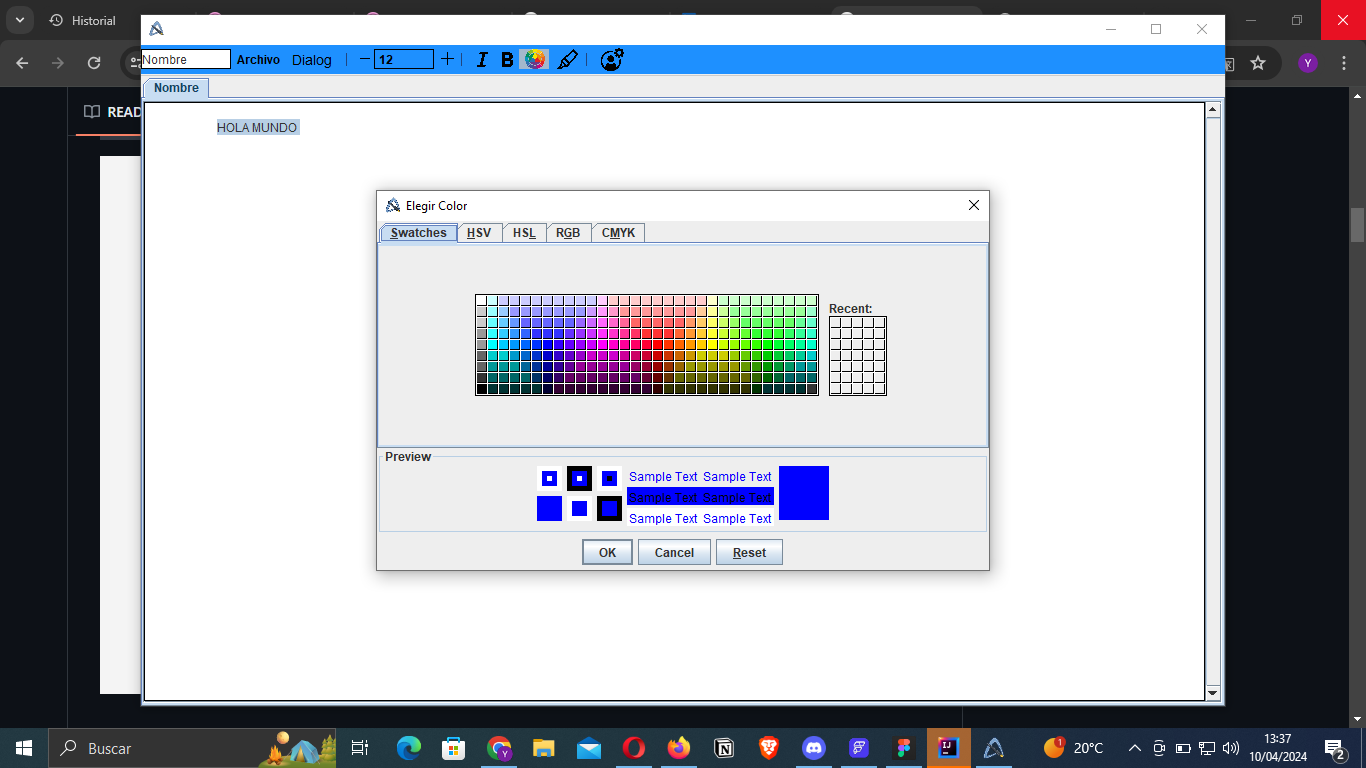 Historial
Nombre Archivo Dialog 12 I B
Nombre
READ
HOLA MUNDO
Elegir Color
Swatches HSV HSL RGB CMYK
Recent:
Preview
Sample Text Sample Text
Sample Text Sample Text
Sample Text Sample Text
OK Cancel Reset
Y
Buscar
Y
N
IJ
1
20°C
13:37
10/04/2024
2